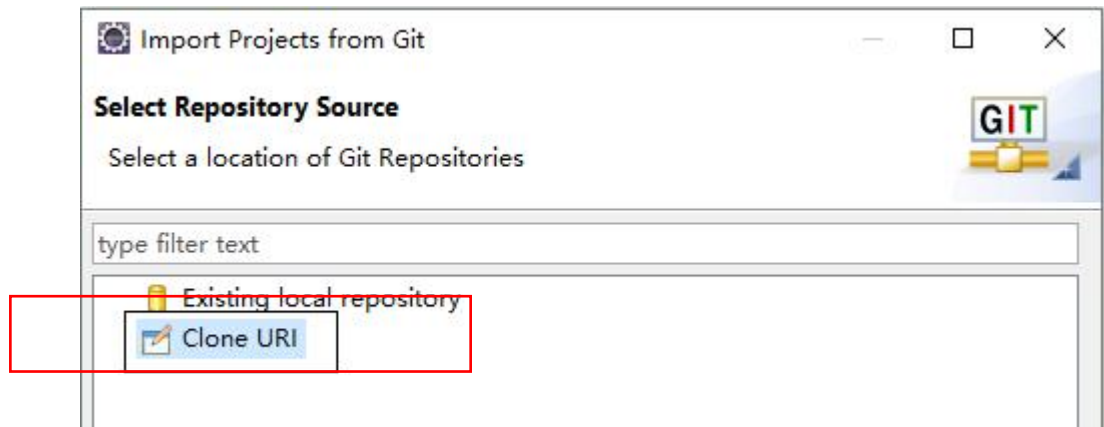 Import Projects from Git
Select Repository Source
Select a location of Git Repositories
GIT
type filter text
Existing local repository
Clone URI